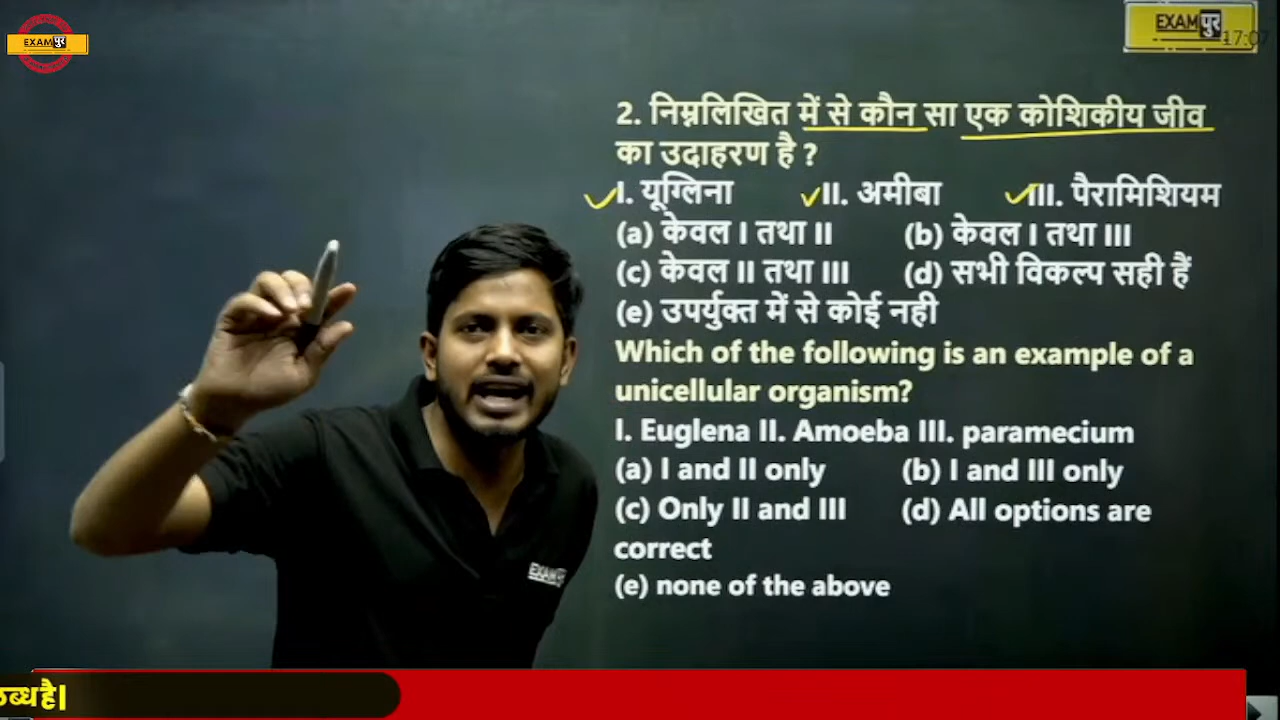 EXAMपुर
EXAMपुर
17:07
2. निम्नलिखित में से कौन सा एक कोशिकीय जीव
का उदाहरण है ?
I. यूग्लिना II. अमीबा III. पैरामिशियम
(a) केवल I तथा II (b) केवल I तथा III
(c) केवल II तथा III (d) सभी विकल्प सही हैं
(e) उपर्युक्त में से कोई नही
Which of the following is an example of a
unicellular organism?
I. Euglena II. Amoeba III. paramecium
(a) I and II only (b) I and III only
(c) Only II and III (d) All options are
correct
(e) none of the above
EXAMपुर